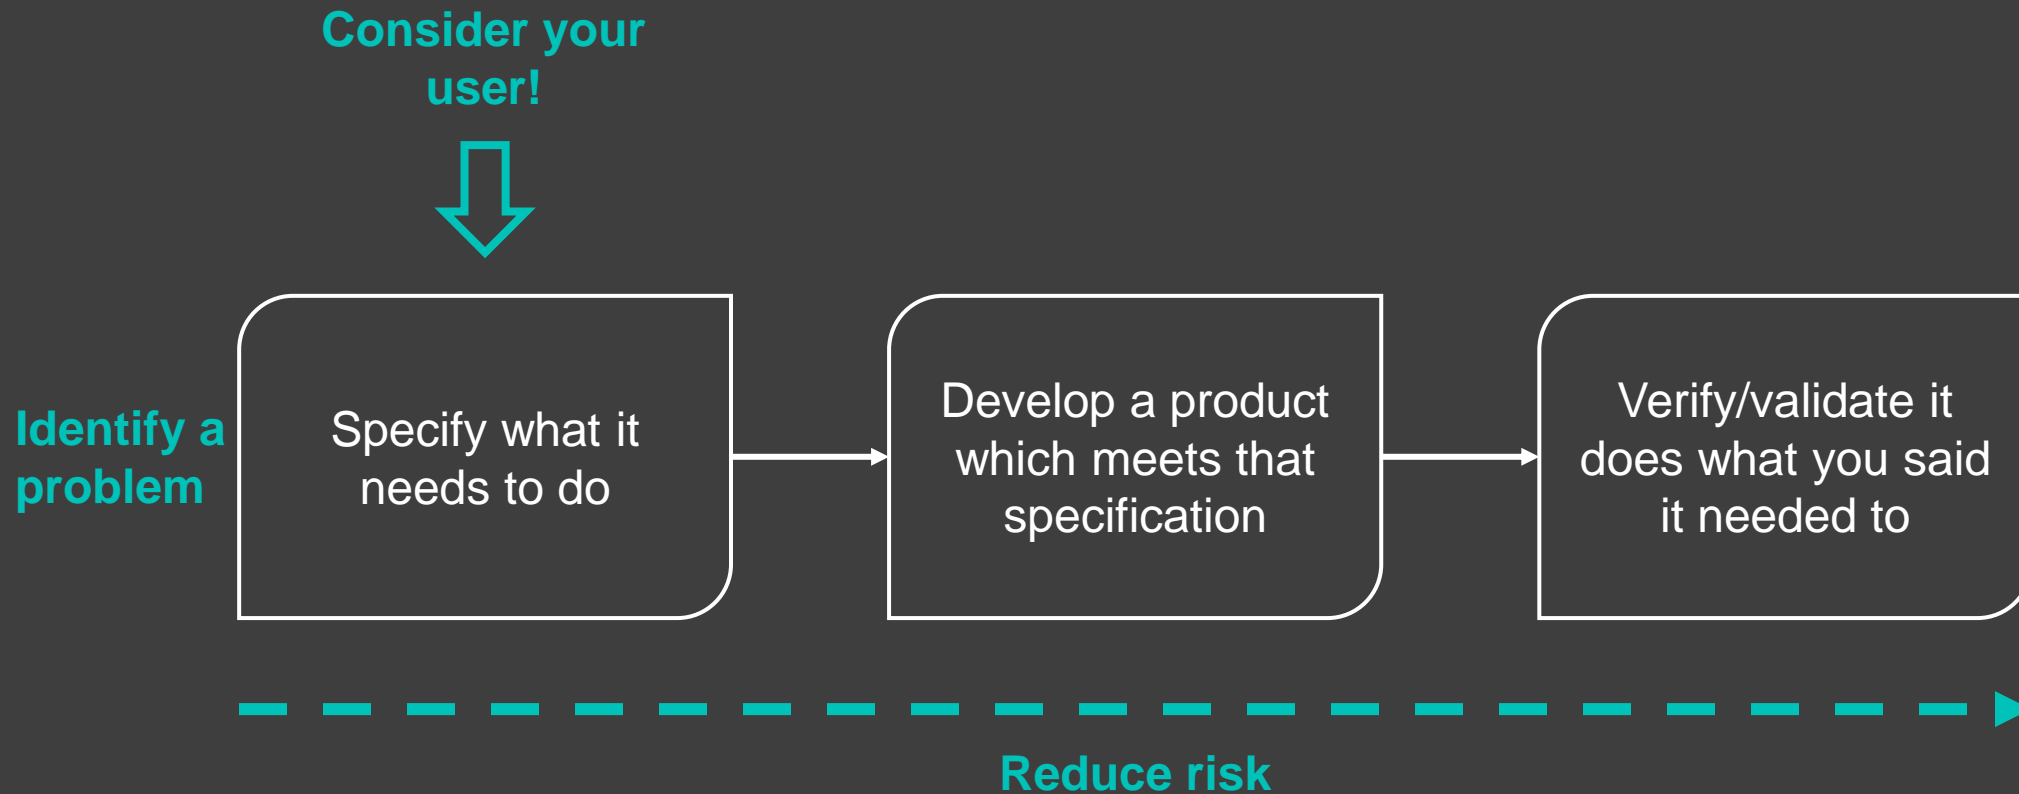 Consider your
user!
Identify a
problem
Specify what it
needs to do
Develop a product
which meets that
specification
Verify/validate it
does what you said
it needed to
Reduce risk